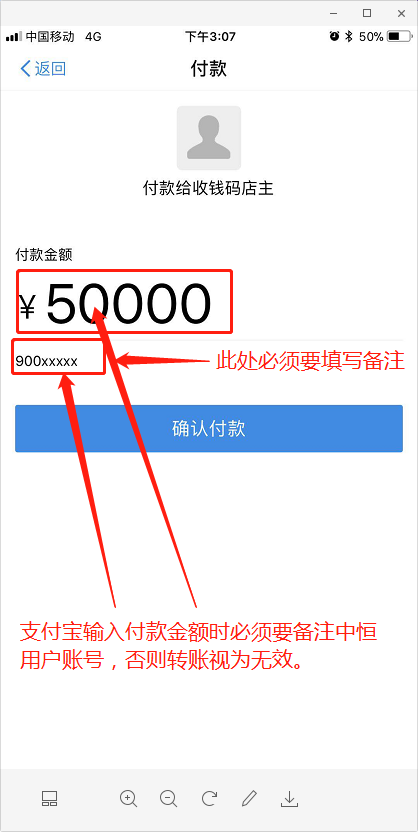 中国移动 4G 下午3:07 50%
返回 付款
付款给收钱码店主
付款金额
¥ 50000
900xxxxx 此处必须要填写备注
确认付款
支付宝输入付款金额时必须要备注中恒
用户账号，否则转账视为无效。